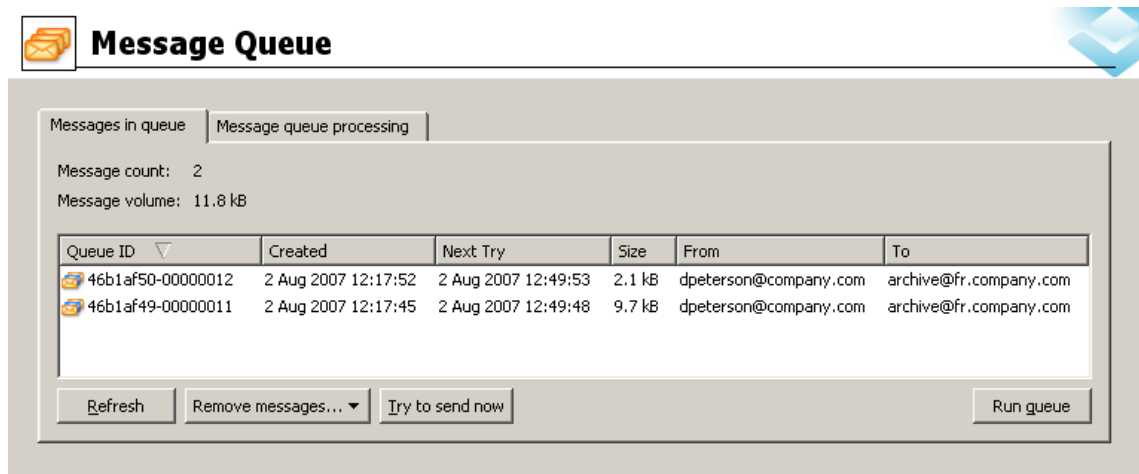 Message Queue
Messages in queue Message queue processing
Message count: 2
Message volume: 11.8 kB
Queue ID Created Next Try Size From To
46b1af50-00000012 2 Aug 2007 12:17:52 2 Aug 2007 12:49:53 2.1 kB dpeterson@company.com archive@fr.company.com
46b1af49-00000011 2 Aug 2007 12:17:45 2 Aug 2007 12:49:48 9.7 kB dpeterson@company.com archive@fr.company.com
Refresh Remove messages... Try to send now Run queue